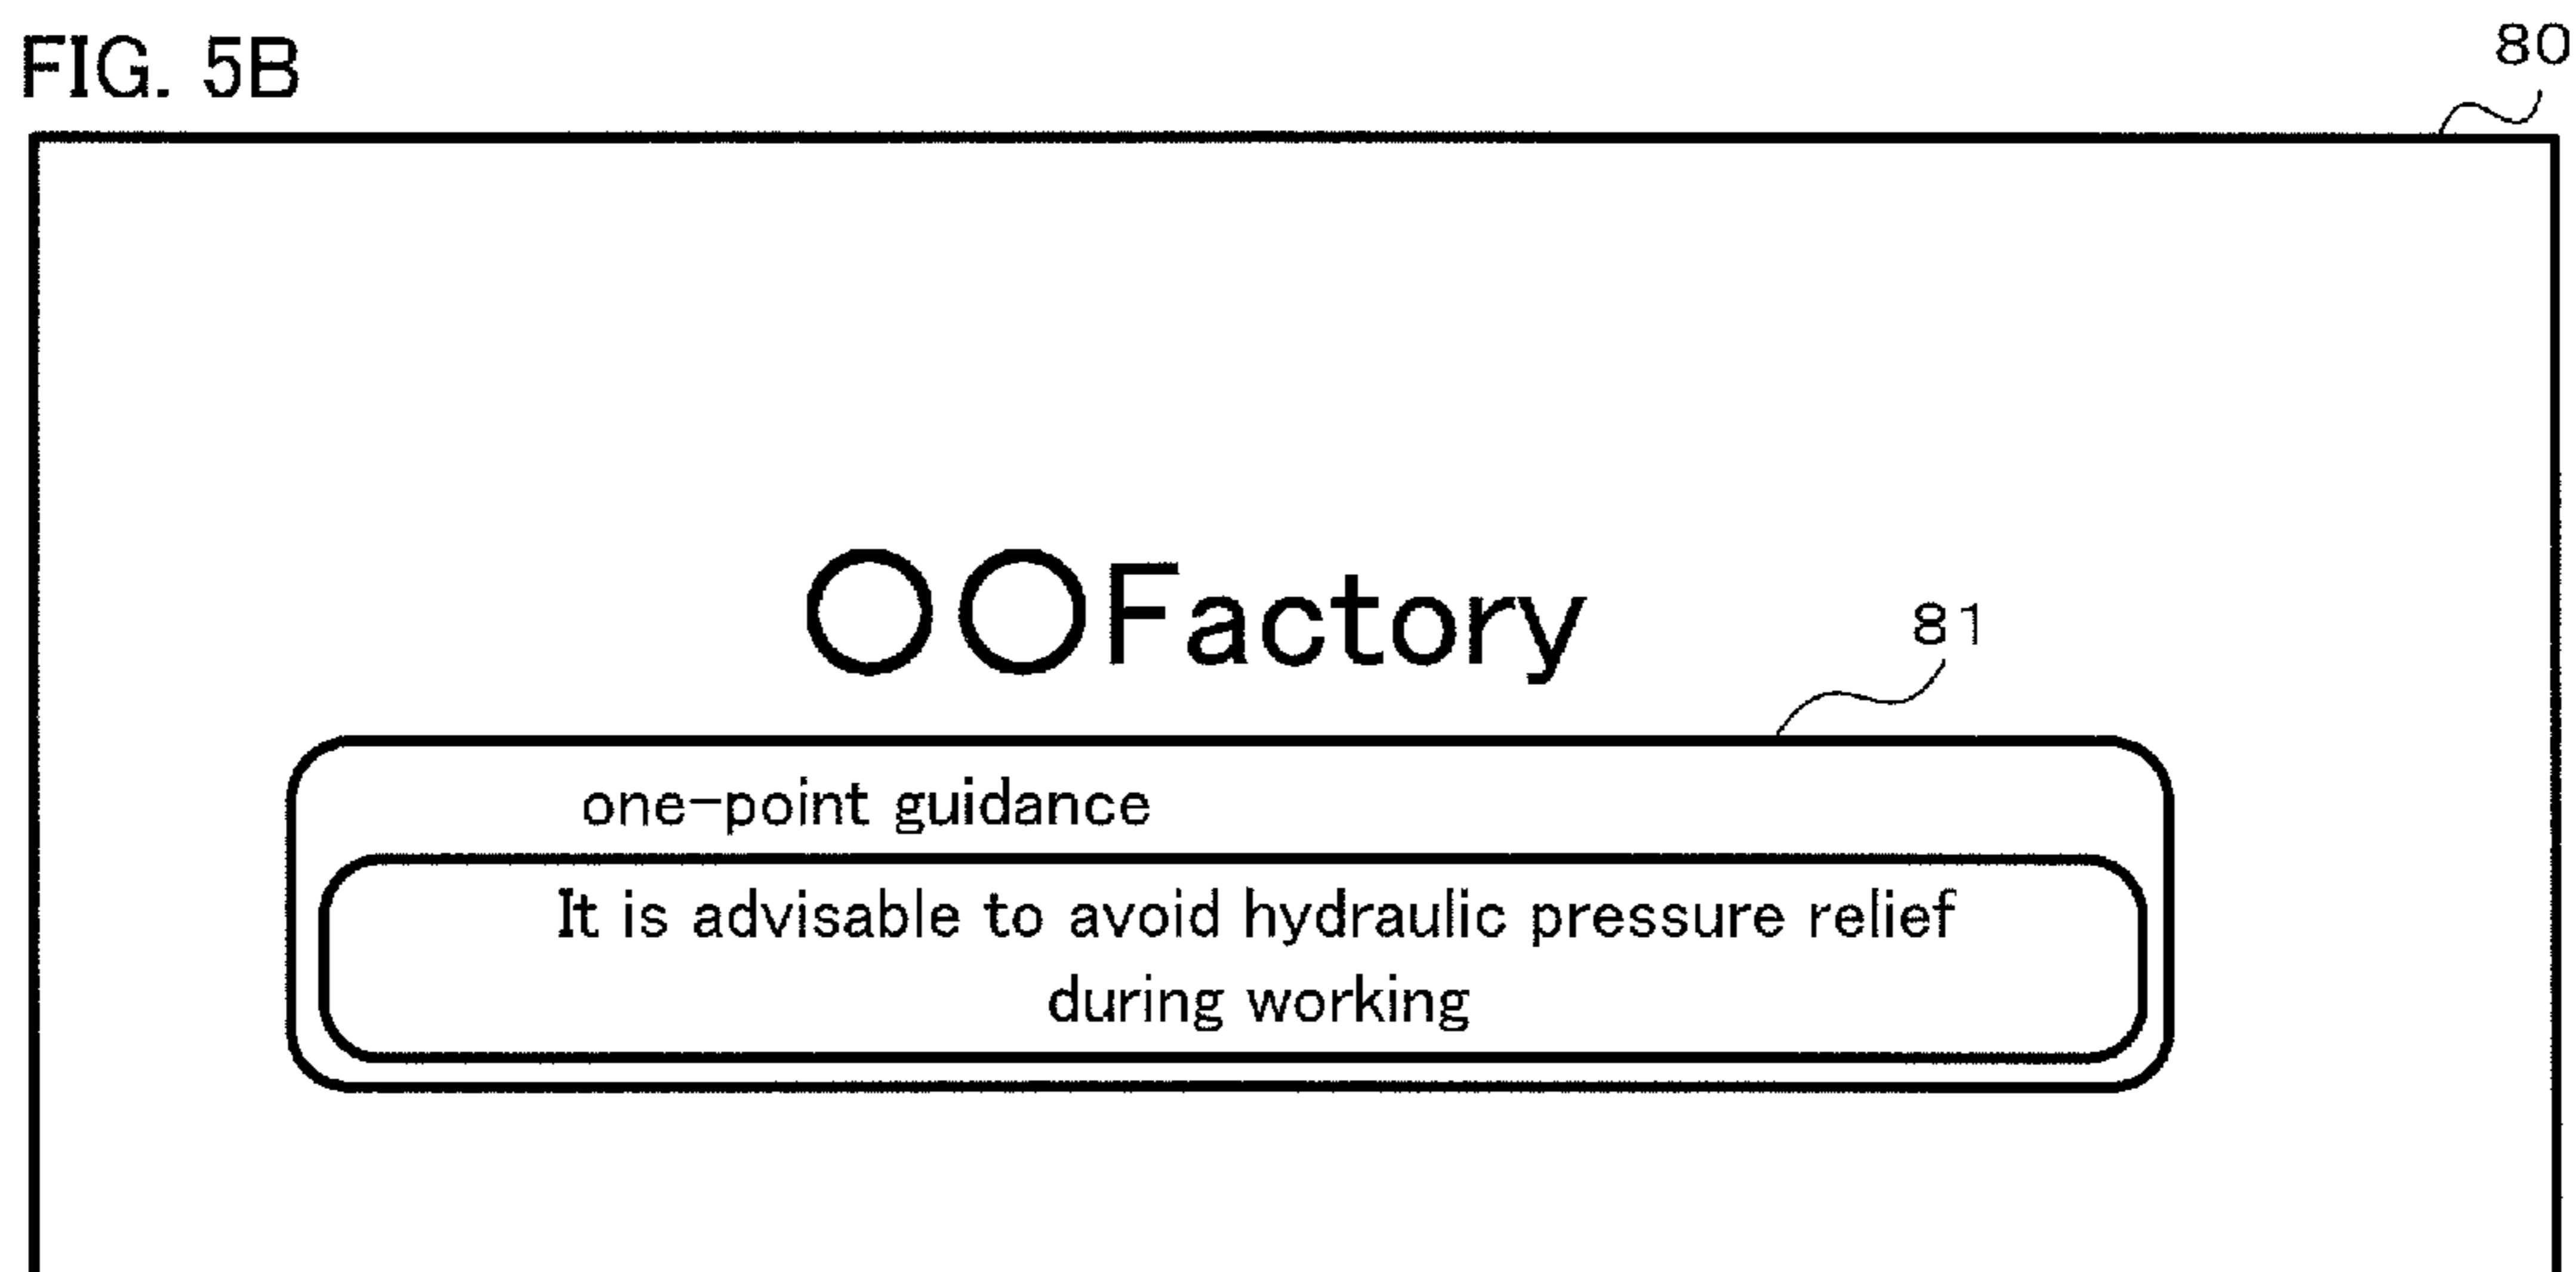 FIG. 5B
80
○○Factory
81
one-point guidance
It is advisable to avoid hydraulic pressure relief
during working